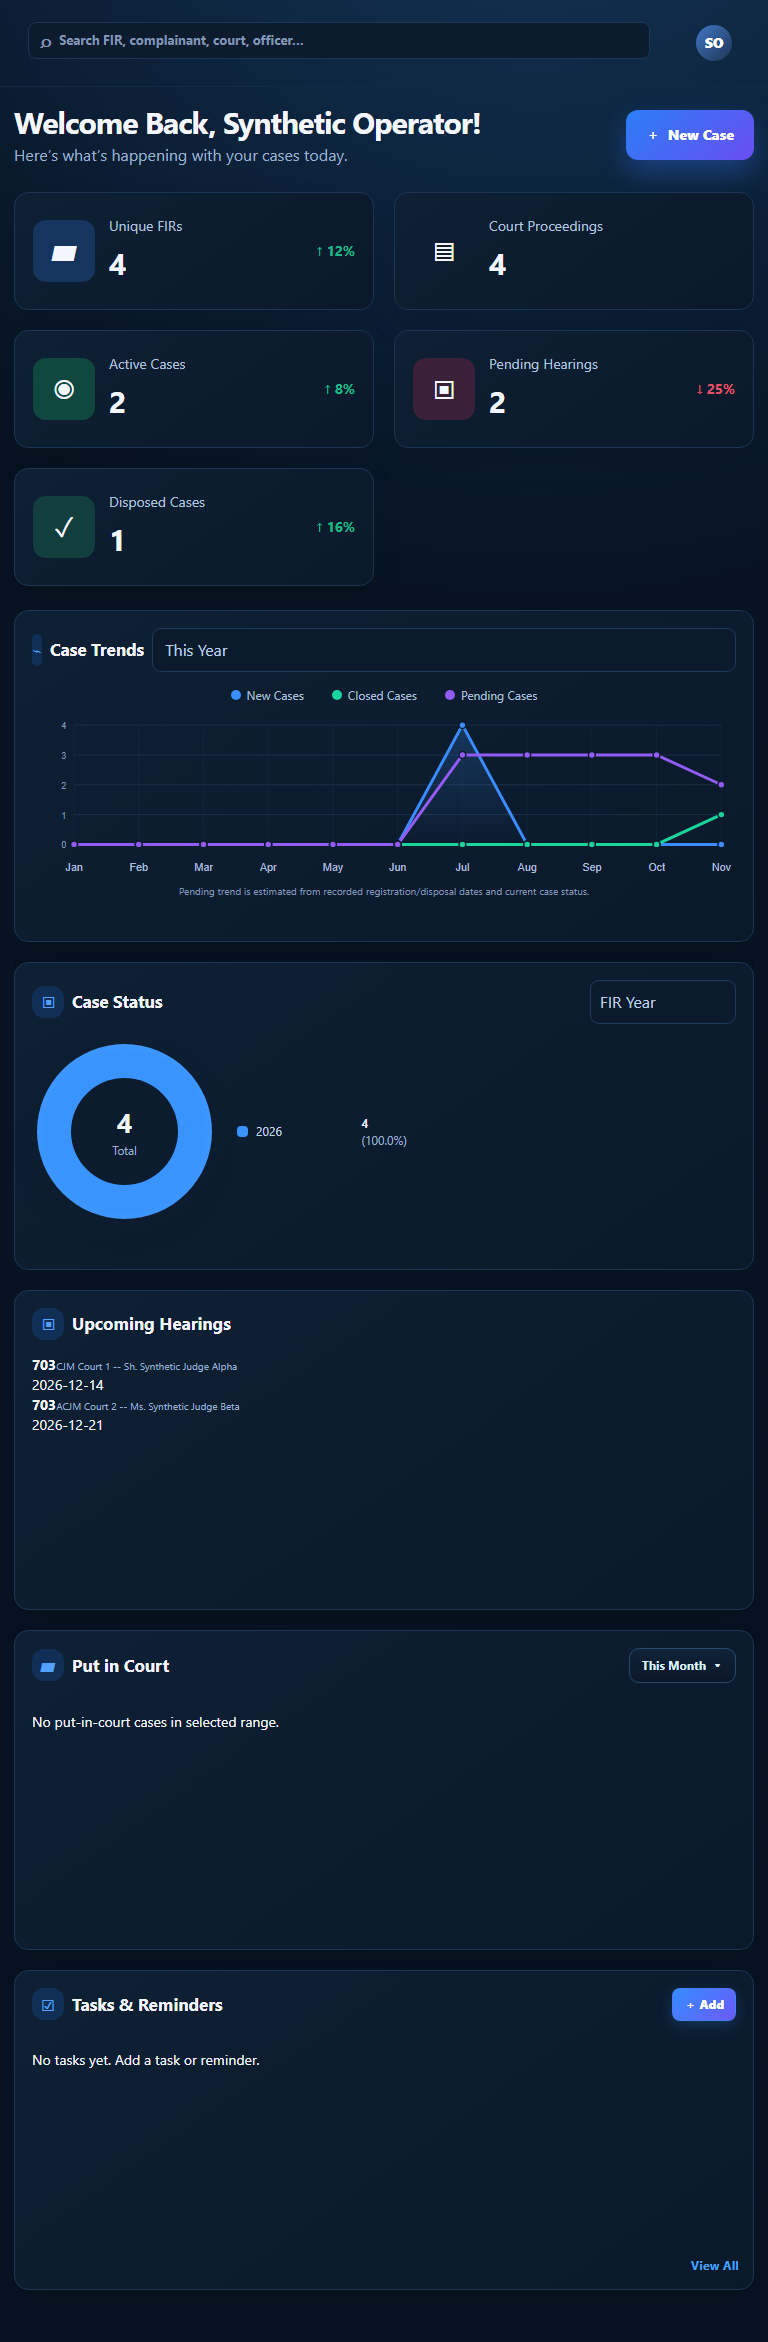 Search FIR, complainant, court, officer...
SO
Welcome Back, Synthetic Operator!
Here's what's happening with your cases today.
+ New Case
Unique FIRs
4
↑ 12%
Court Proceedings
4
Active Cases
2
↑ 8%
Pending Hearings
2
↓ 25%
Disposed Cases
1
↑ 16%
Case Trends
This Year
New Cases
Closed Cases
Pending Cases
4
3
2
1
0
Jan Feb Mar Apr May Jun Jul Aug Sep Oct Nov
Pending trend is estimated from recorded registration/disposal dates and current case status.
Case Status
FIR Year
4
Total
2026
4
(100.0%)
Upcoming Hearings
703CJM Court 1 -- Sh. Synthetic Judge Alpha
2026-12-14
703ACJM Court 2 -- Ms. Synthetic Judge Beta
2026-12-21
Put in Court
This Month
No put-in-court cases in selected range.
Tasks & Reminders
+ Add
No tasks yet. Add a task or reminder.
View All